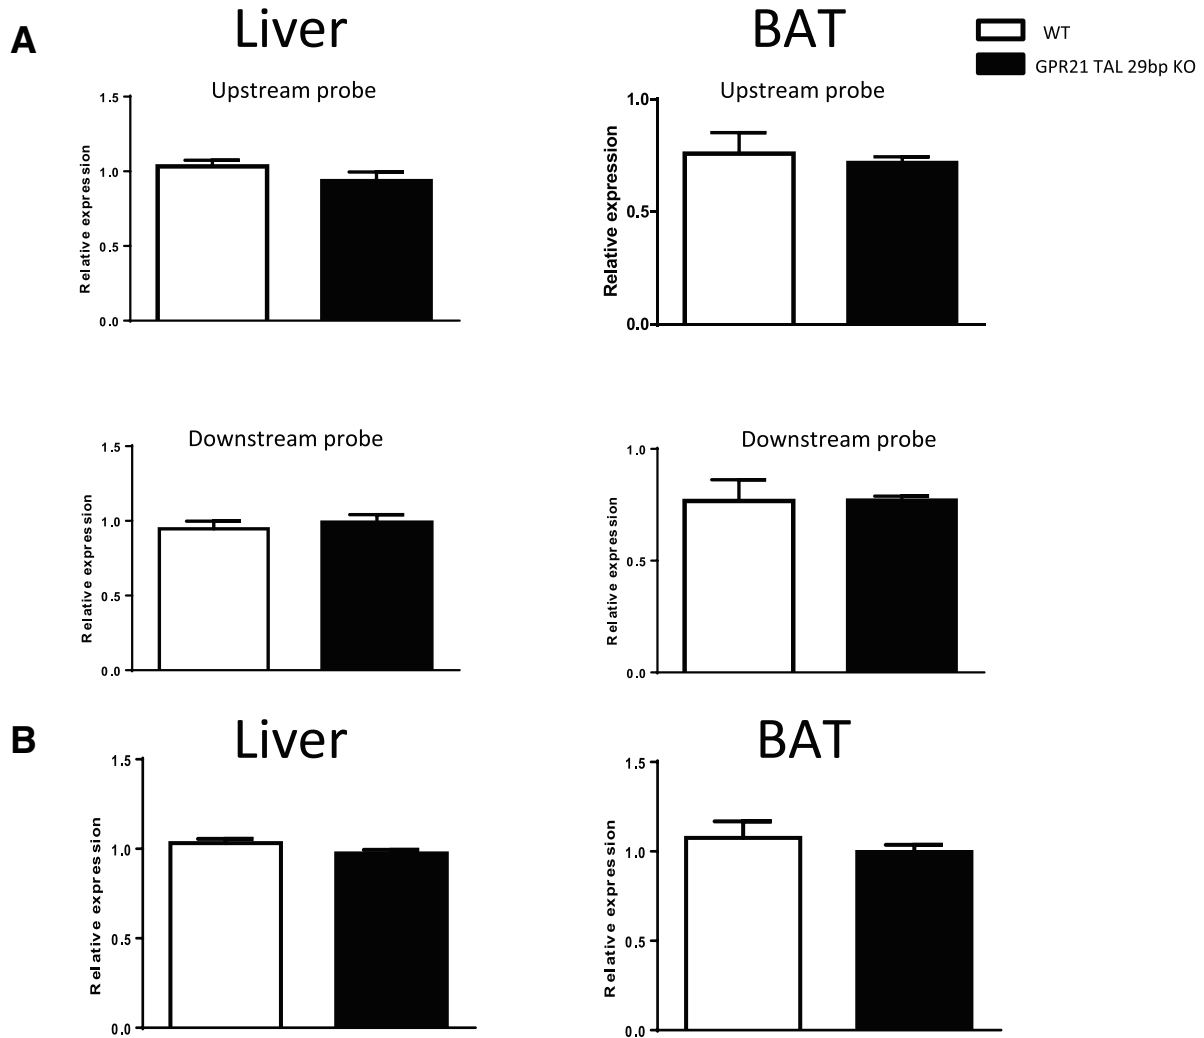 A
Liver
BAT
WT
GPR21 TAL 29bp KO
Upstream probe
1.5
1.0
0.5
0.0
Relative expression
Upstream probe
1.0
0.5
0.0
Relative expression
Downstream probe
1.5
1.0
0.5
0.0
Relative expression
Downstream probe
1.0
0.5
0.0
Relative expression
B
Liver
BAT
1.5
1.0
0.5
0.0
Relative expression
1.5
1.0
0.5
0.0
Relative expression